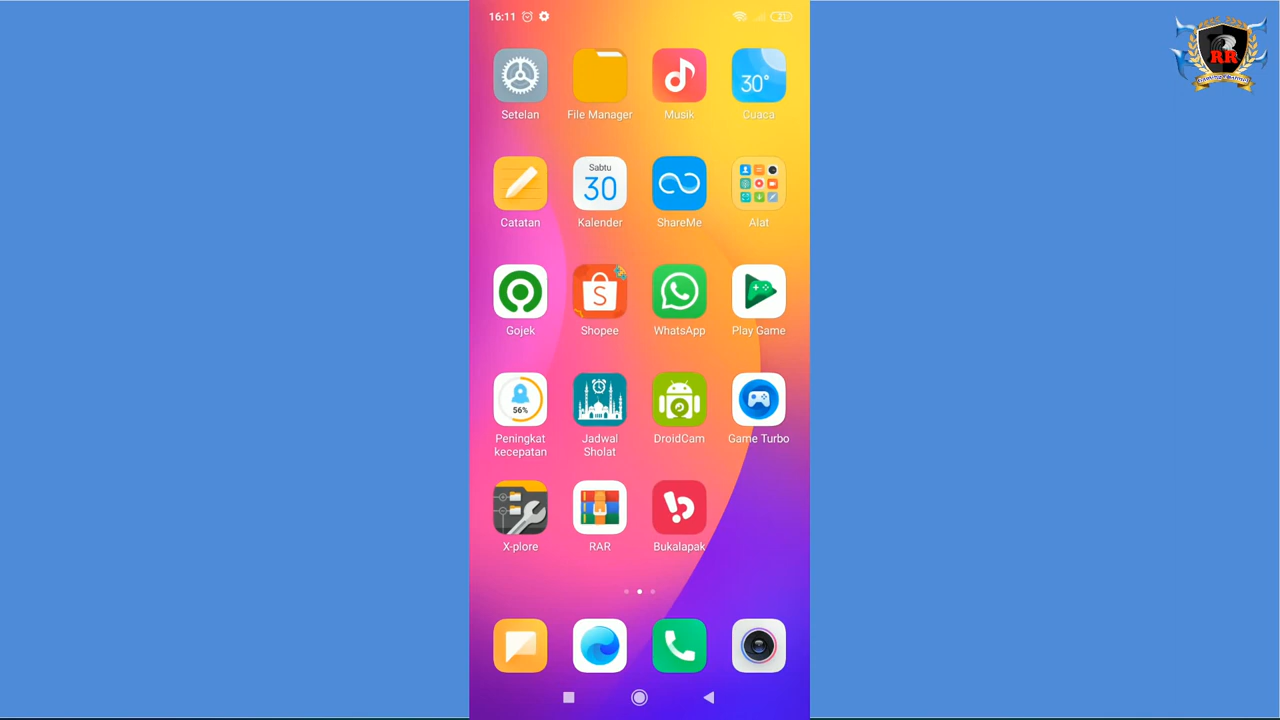 16:11
RR
30°
Setelan
File Manager
Musik
Cuaca
Sabtu
30
Catatan
Kalender
ShareMe
Alat
S
Gojek
Shopee
WhatsApp
Play Game
56%
Peningkat
kecepatan
Jadwal
Sholat
DroidCam
Game Turbo
X-plore
RAR
Bukalapak